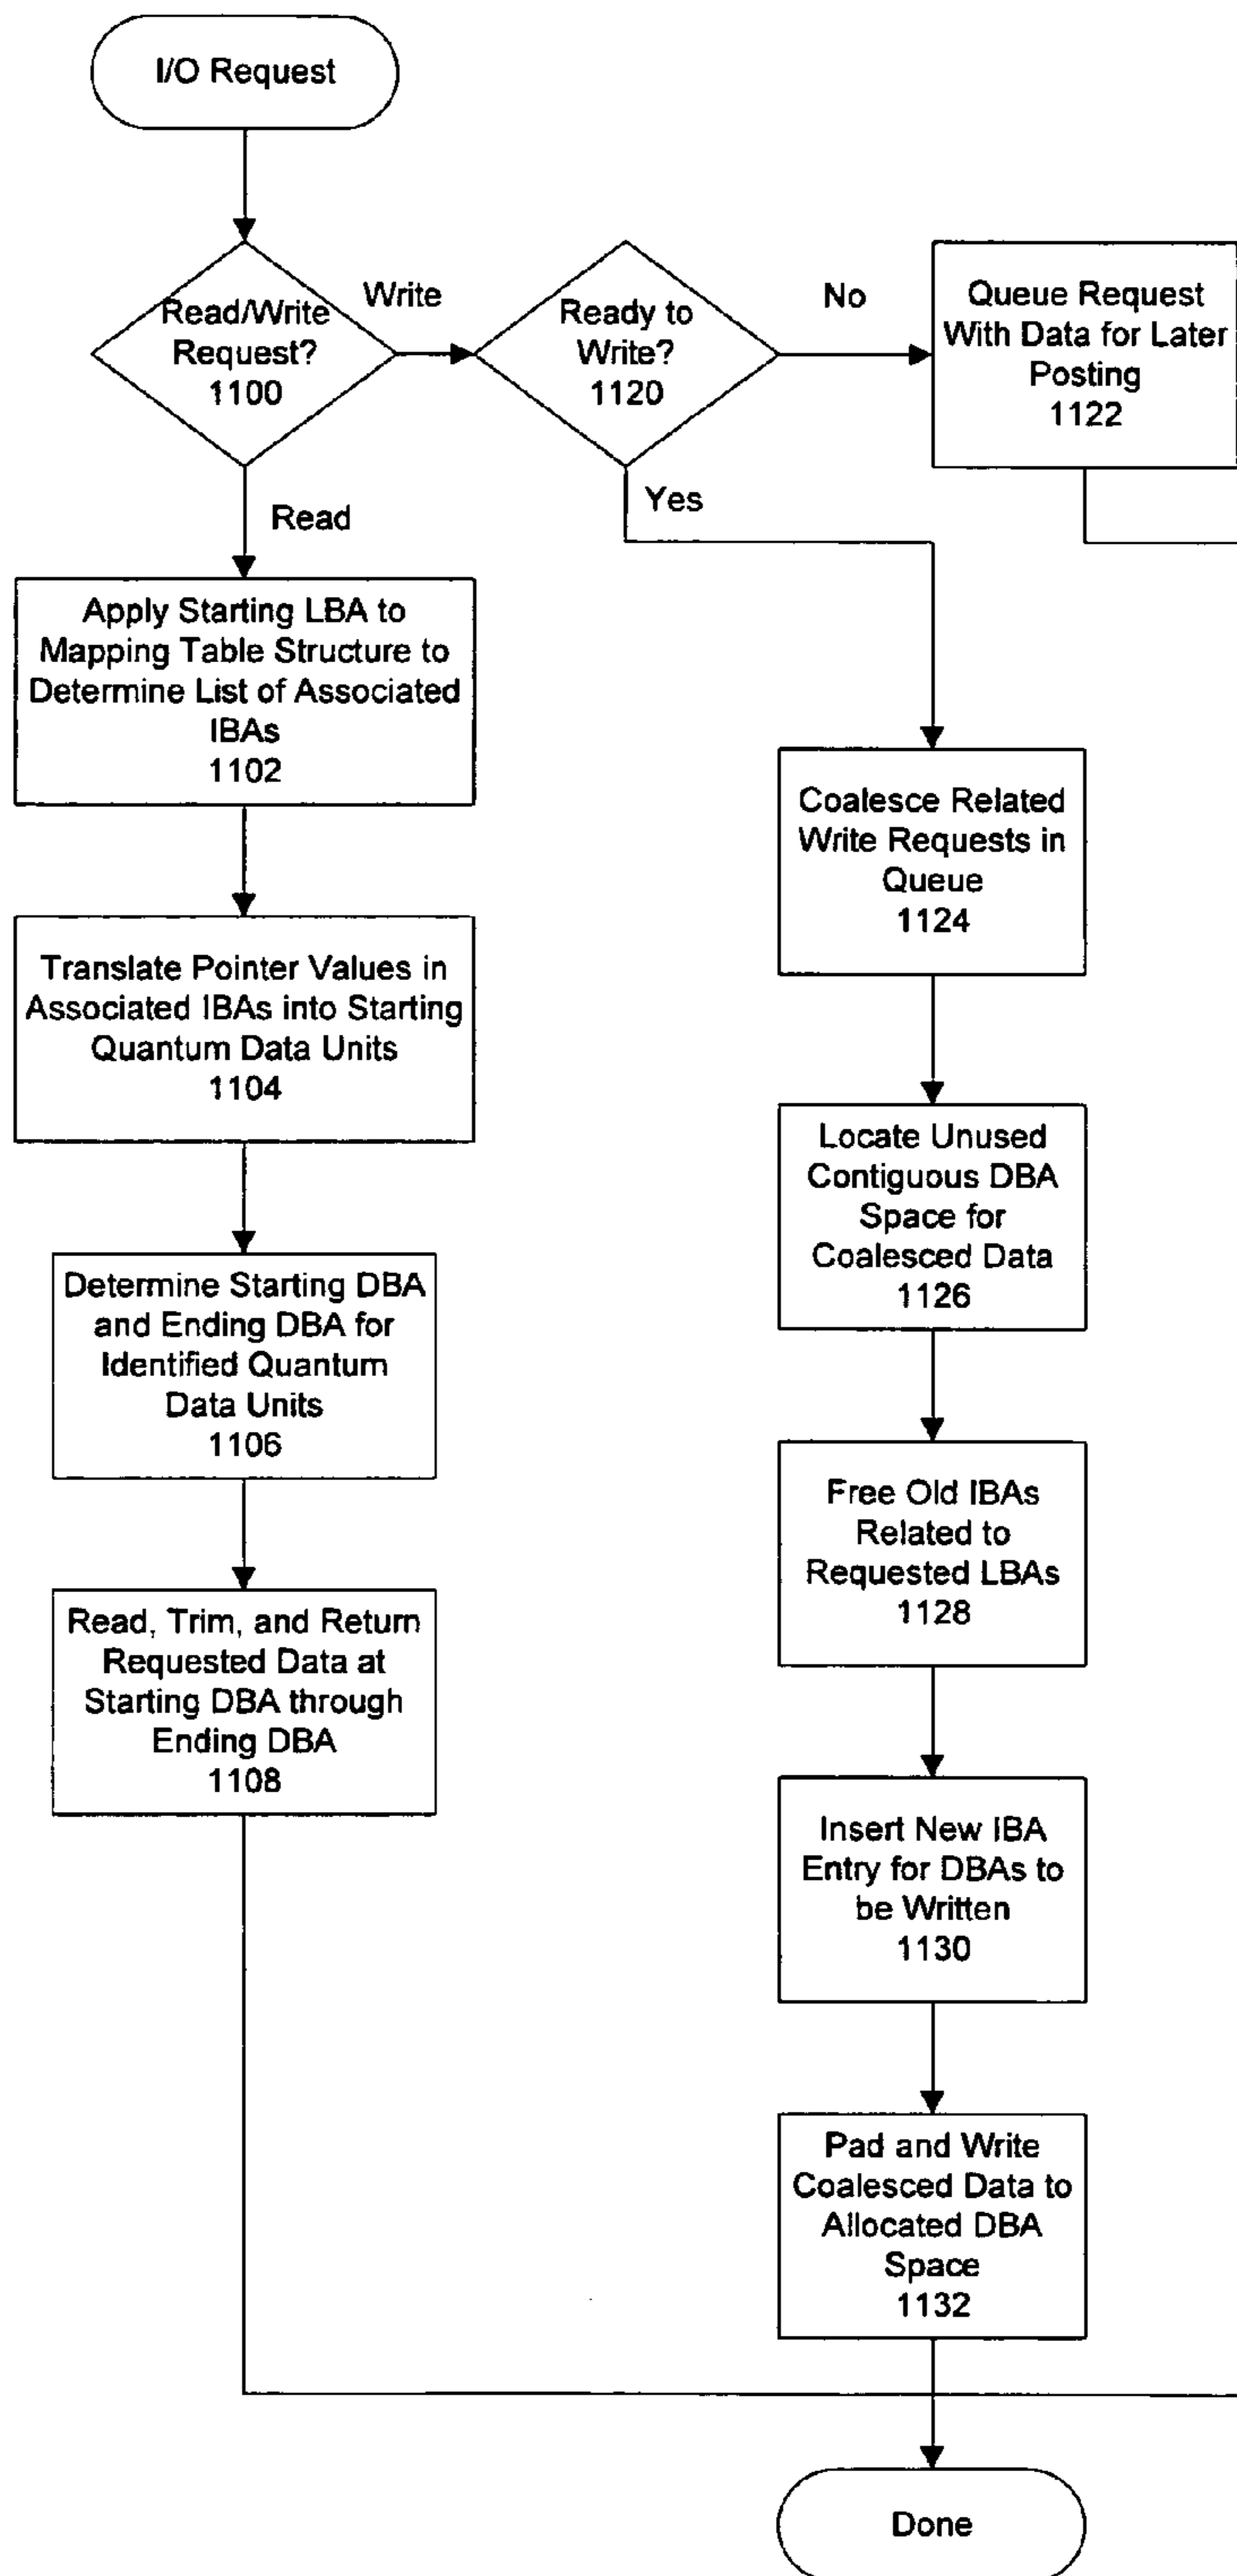 I/O Request
Read/Write
Request?
1100
Write
Ready to
Write?
1120
No
Queue Request
With Data for Later
Posting
1122
Read
Yes
Apply Starting LBA to
Mapping Table Structure to
Determine List of Associated
IBAs
1102
Coalesce Related
Write Requests in
Queue
1124
Translate Pointer Values in
Associated IBAs into Starting
Quantum Data Units
1104
Locate Unused
Contiguous DBA
Space for
Coalesced Data
1126
Determine Starting DBA
and Ending DBA for
Identified Quantum
Data Units
1106
Free Old IBAs
Related to
Requested LBAs
1128
Read, Trim, and Return
Requested Data at
Starting DBA through
Ending DBA
1108
Insert New IBA
Entry for DBAs to
be Written
1130
Pad and Write
Coalesced Data to
Allocated DBA
Space
1132
Done